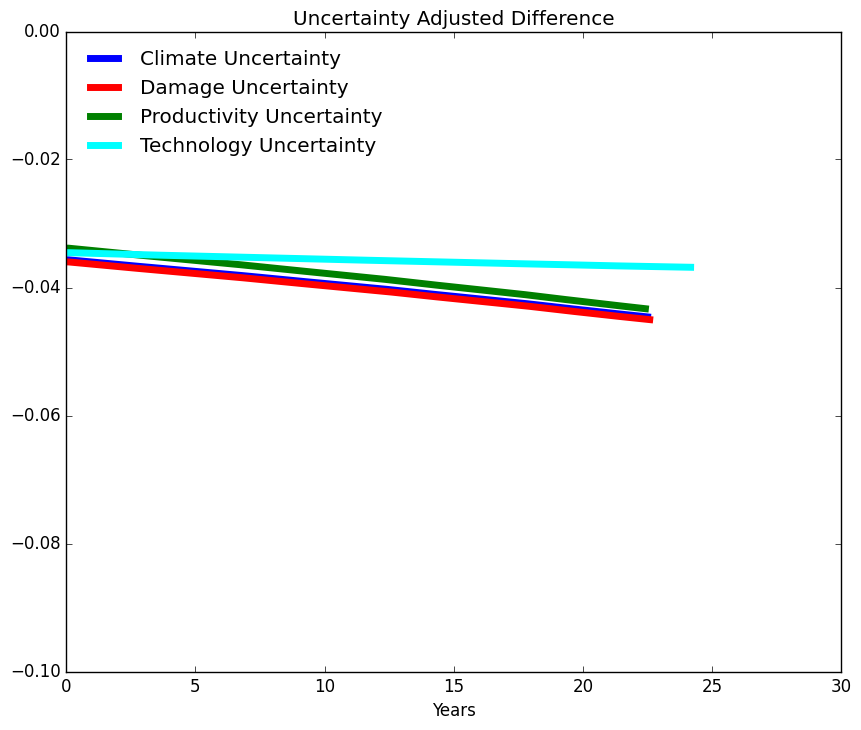 Uncertainty Adjusted Difference
0.00
Climate Uncertainty
Damage Uncertainty
Productivity Uncertainty
Technology Uncertainty
−0.02
−0.04
−0.06
−0.08
−0.10
0 5 10 15 20 25 30
Years